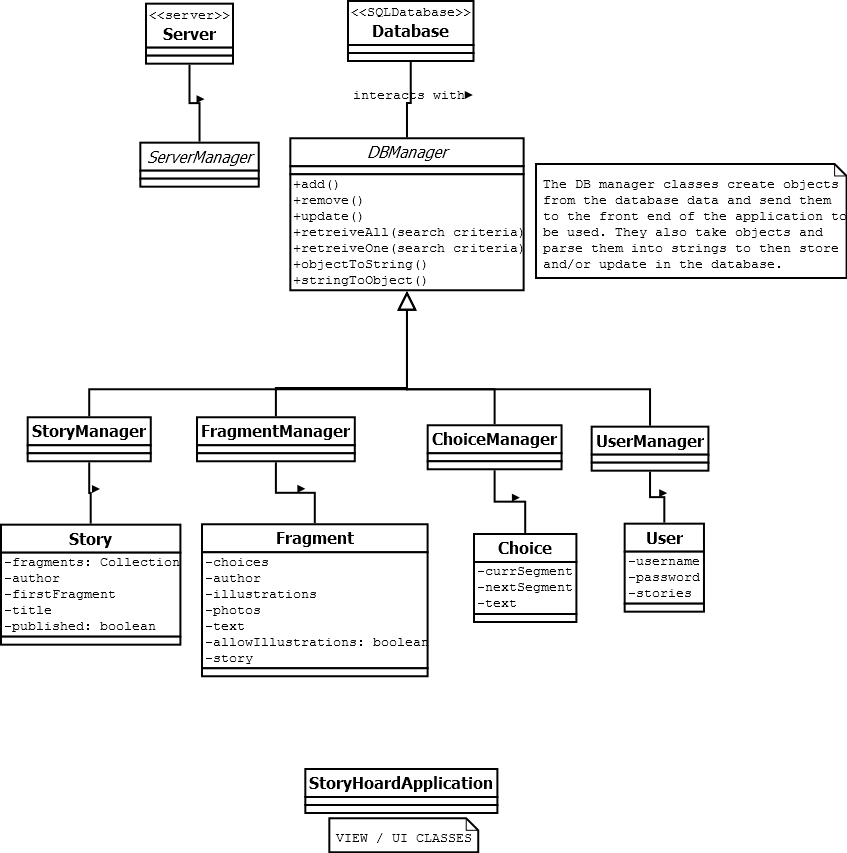 <<server>>
Server
<<SQLDatabase>>
Database
interacts with
ServerManager
DBManager
+add()
+remove()
+update()
+retreiveAll(search criteria)
+retreiveOne(search criteria)
+objectToString()
+stringToObject()
The DB manager classes create objects
from the database data and send them
to the front end of the application to
be used. They also take objects and
parse them into strings to then store
and/or update in the database.
StoryManager
FragmentManager
ChoiceManager
UserManager
Story
-fragments: Collection
-author
-firstFragment
-title
-published: boolean
Fragment
-choices
-author
-illustrations
-photos
-text
-allowIllustrations: boolean
-story
Choice
-currSegment
-nextSegment
-text
User
-username
-password
-stories
StoryHoardApplication
VIEW / UI CLASSES